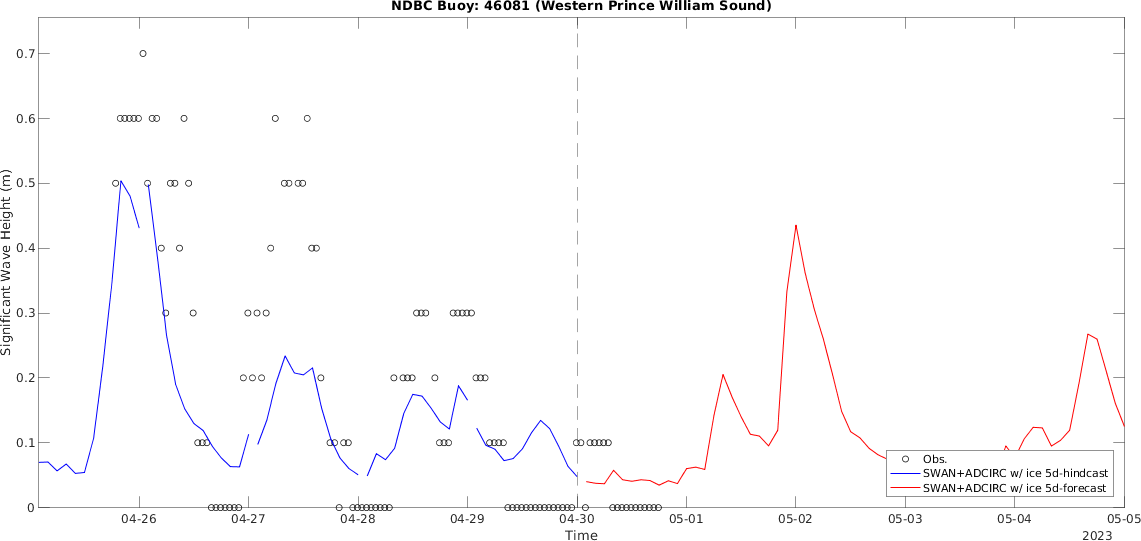 NDBC Buoy: 46081 (Western Prince William Sound)
Significant Wave Height (m)
0.7
0.6
0.5
0.4
0.3
0.2
0.1
0
Obs.
SWAN+ADCIRC w/ ice 5d-hindcast
SWAN+ADCIRC w/ ice 5d-forecast
04-26 04-27 04-28 04-29 04-30 05-01 05-02 05-03 05-04 05-05
Time
2023